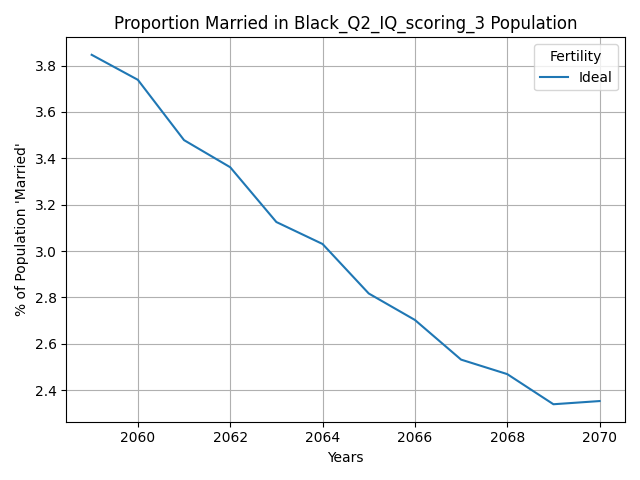 Proportion Married in Black_Q2_IQ_scoring_3 Population
Fertility
Ideal
% of Population 'Married'
3.8
3.6
3.4
3.2
3.0
2.8
2.6
2.4
2060 2062 2064 2066 2068 2070
Years